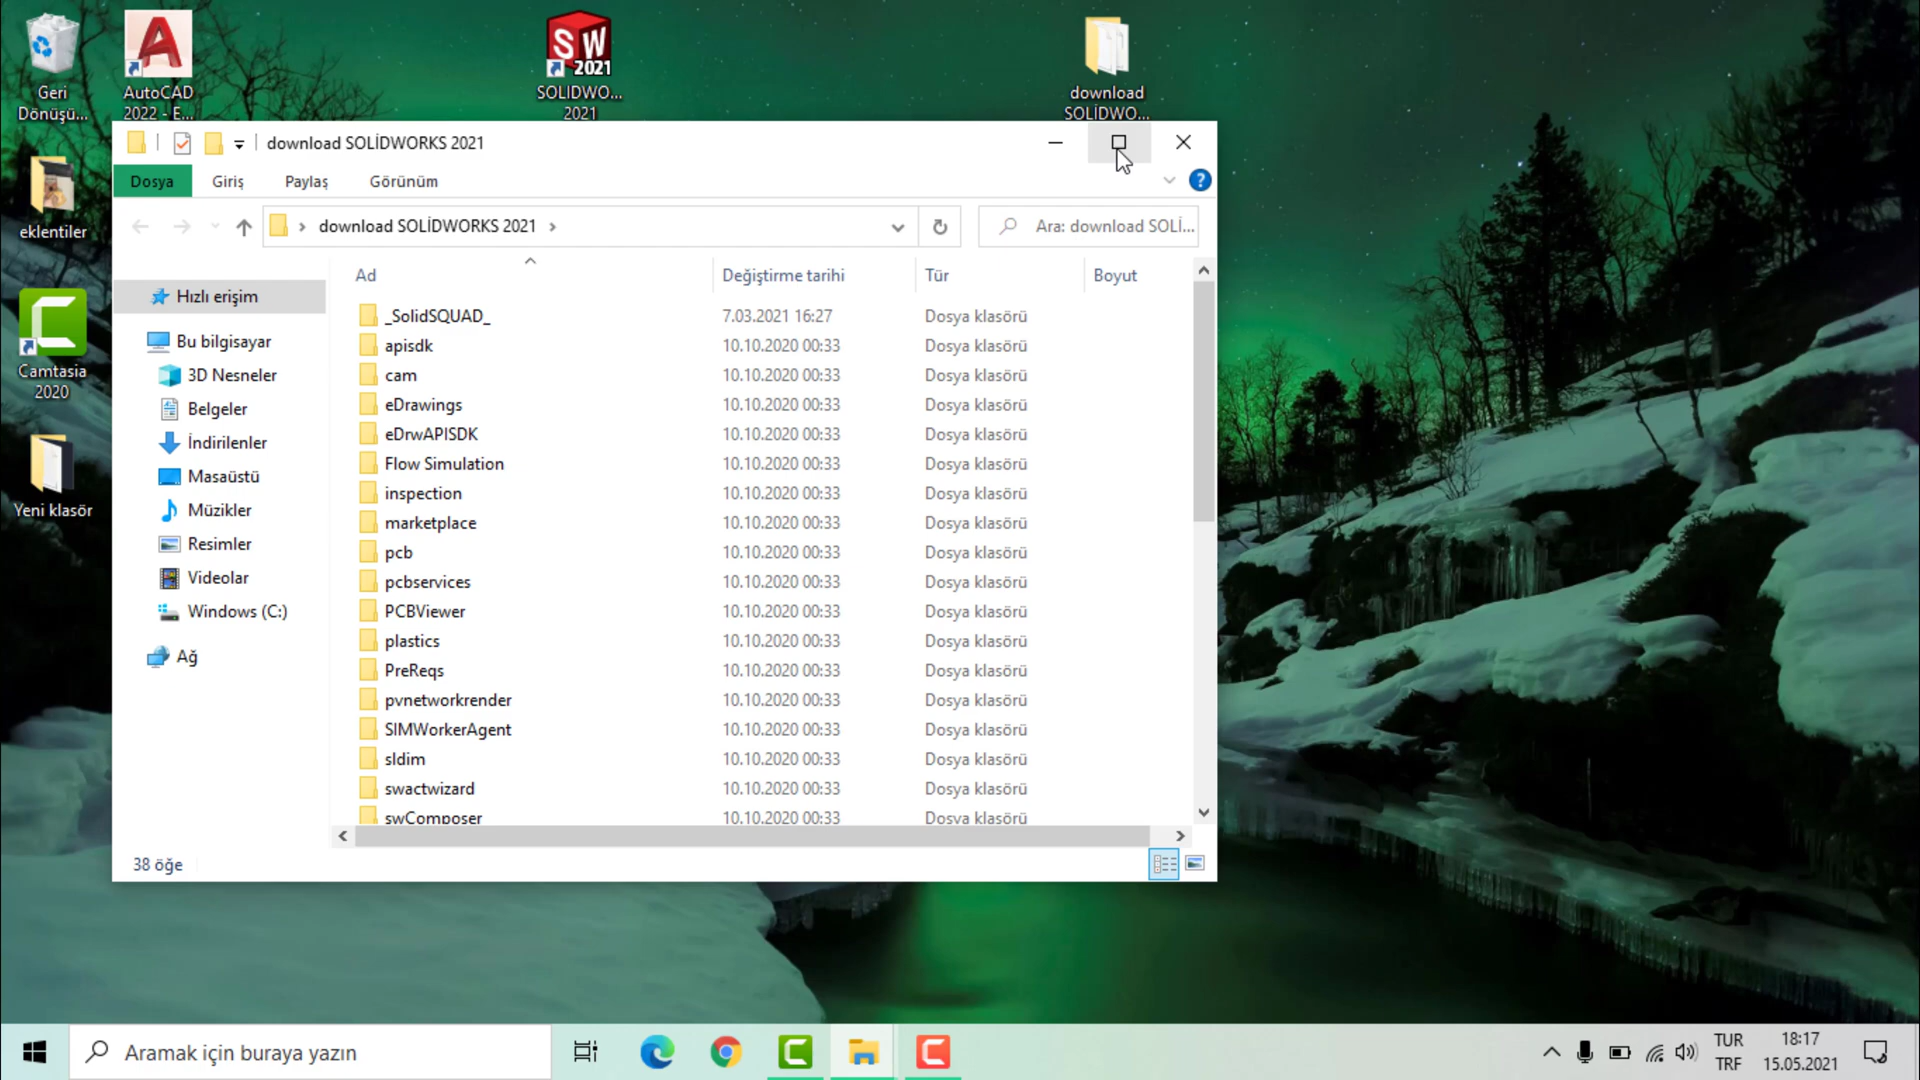 Geri
Dönüşü...
AutoCAD
2022 - E...
SW
2021
SOLIDWO...
2021
download
SOLİDWO...
eklentiler
Camtasia
2020
Yeni klasör
download SOLİDWORKS 2021
Dosya
Giriş
Paylaş
Görünüm
?
download SOLİDWORKS 2021
Ara: download SOLİ...
Ad
Değiştirme tarihi
Tür
Boyut
Hızlı erişim
Bu bilgisayar
3D Nesneler
Belgeler
İndirilenler
Masaüstü
Müzikler
Resimler
Videolar
Windows (C:)
Ağ
_SolidSQUAD_ 7.03.2021 16:27 Dosya klasörü
apisdk 10.10.2020 00:33 Dosya klasörü
cam 10.10.2020 00:33 Dosya klasörü
eDrawings 10.10.2020 00:33 Dosya klasörü
eDrwAPISDK 10.10.2020 00:33 Dosya klasörü
Flow Simulation 10.10.2020 00:33 Dosya klasörü
inspection 10.10.2020 00:33 Dosya klasörü
marketplace 10.10.2020 00:33 Dosya klasörü
pcb 10.10.2020 00:33 Dosya klasörü
pcbservices 10.10.2020 00:33 Dosya klasörü
PCBViewer 10.10.2020 00:33 Dosya klasörü
plastics 10.10.2020 00:33 Dosya klasörü
PreReqs 10.10.2020 00:33 Dosya klasörü
pvnetworkrender 10.10.2020 00:33 Dosya klasörü
SIMWorkerAgent 10.10.2020 00:33 Dosya klasörü
sldim 10.10.2020 00:33 Dosya klasörü
swactwizard 10.10.2020 00:33 Dosya klasörü
swComposer 10.10.2020 00:33 Dosya klasörü
38 öğe
Aramak için buraya yazın
TUR
TRF
18:17
15.05.2021